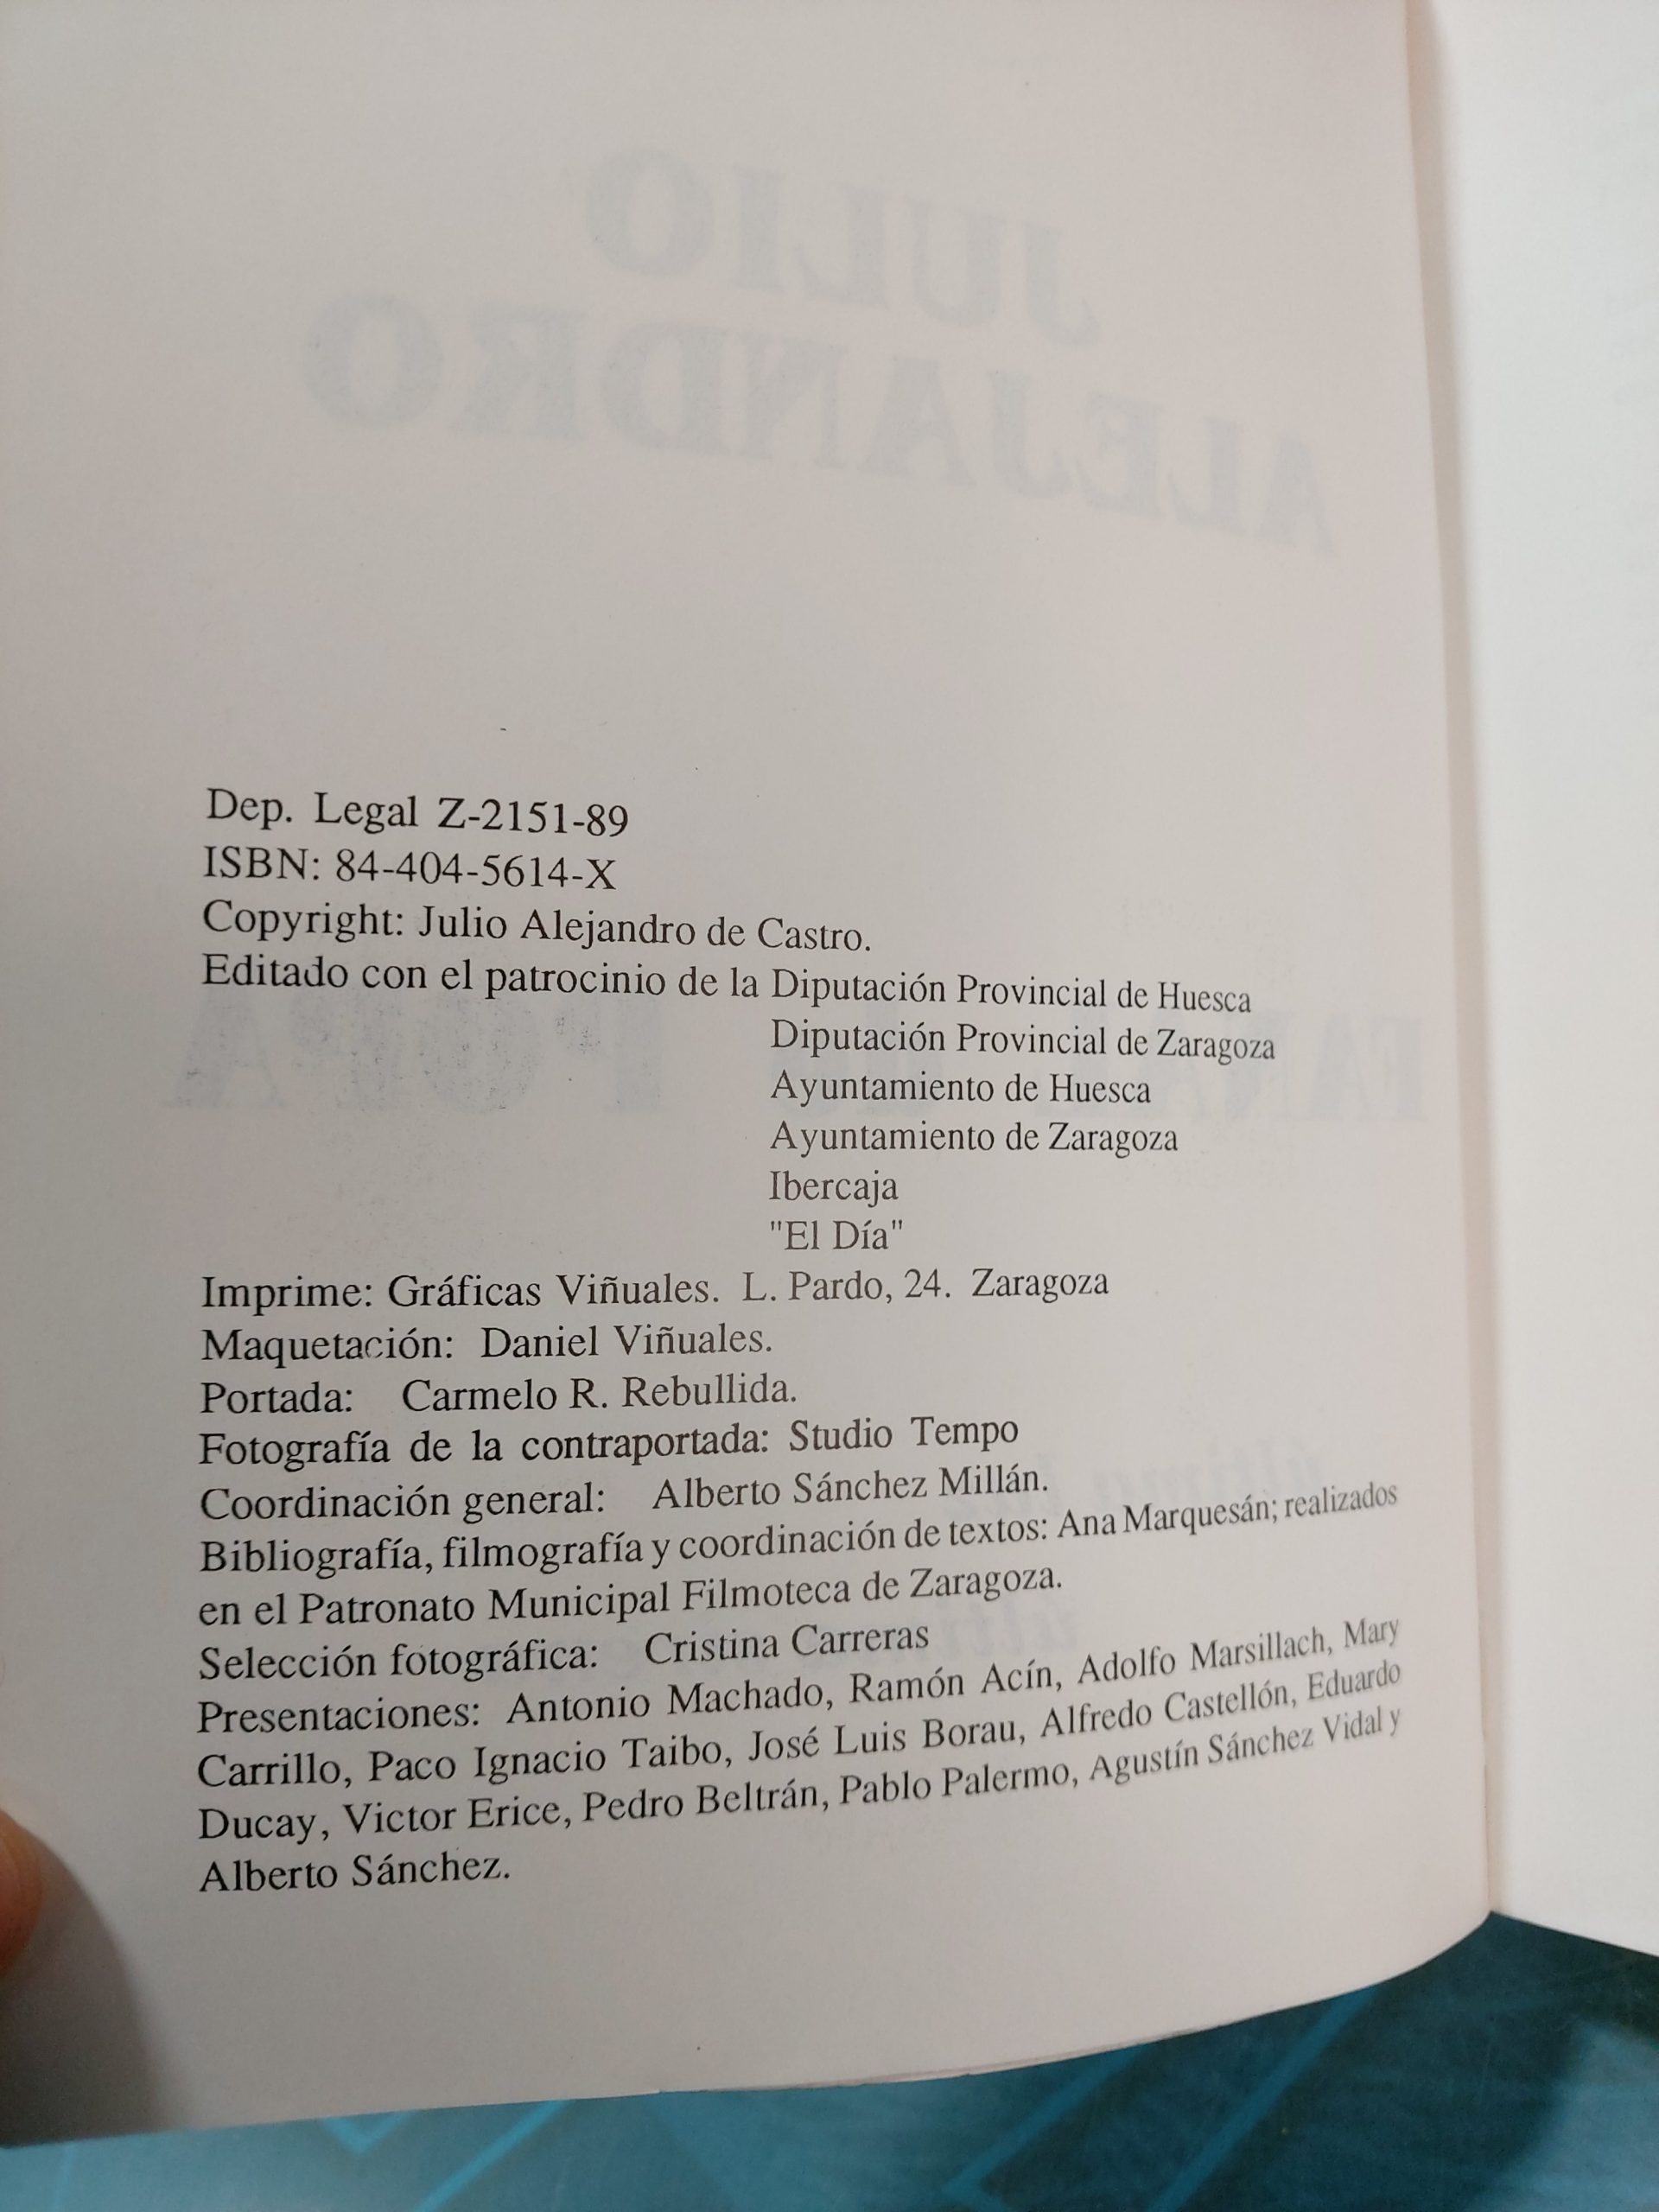 JULIO
ALEJANDRO
Dep. Legal Z-2151-89
ISBN: 84-404-5614-X
Copyright: Julio Alejandro de Castro.
Editado con el patrocinio de la Diputación Provincial de Huesca
Diputación Provincial de Zaragoza
Ayuntamiento de Huesca
Ayuntamiento de Zaragoza
Ibercaja
"El Día"
Imprime: Gráficas Viñuales. L. Pardo, 24. Zaragoza
Maquetación: Daniel Viñuales.
Portada: Carmelo R. Rebullida.
Fotografía de la contraportada: Studio Tempo
Coordinación general: Alberto Sánchez Millán.
Bibliografía, filmografía y coordinación de textos: Ana Marquesán; realizados
en el Patronato Municipal Filmoteca de Zaragoza.
Selección fotográfica: Cristina Carreras
Presentaciones: Antonio Machado, Ramón Acín, Adolfo Marsillach, Mary
Carrillo, Paco Ignacio Taibo, José Luis Borau, Alfredo Castellón, Eduardo
Ducay, Victor Erice, Pedro Beltrán, Pablo Palermo, Agustín Sánchez Vidal y
Alberto Sánchez.